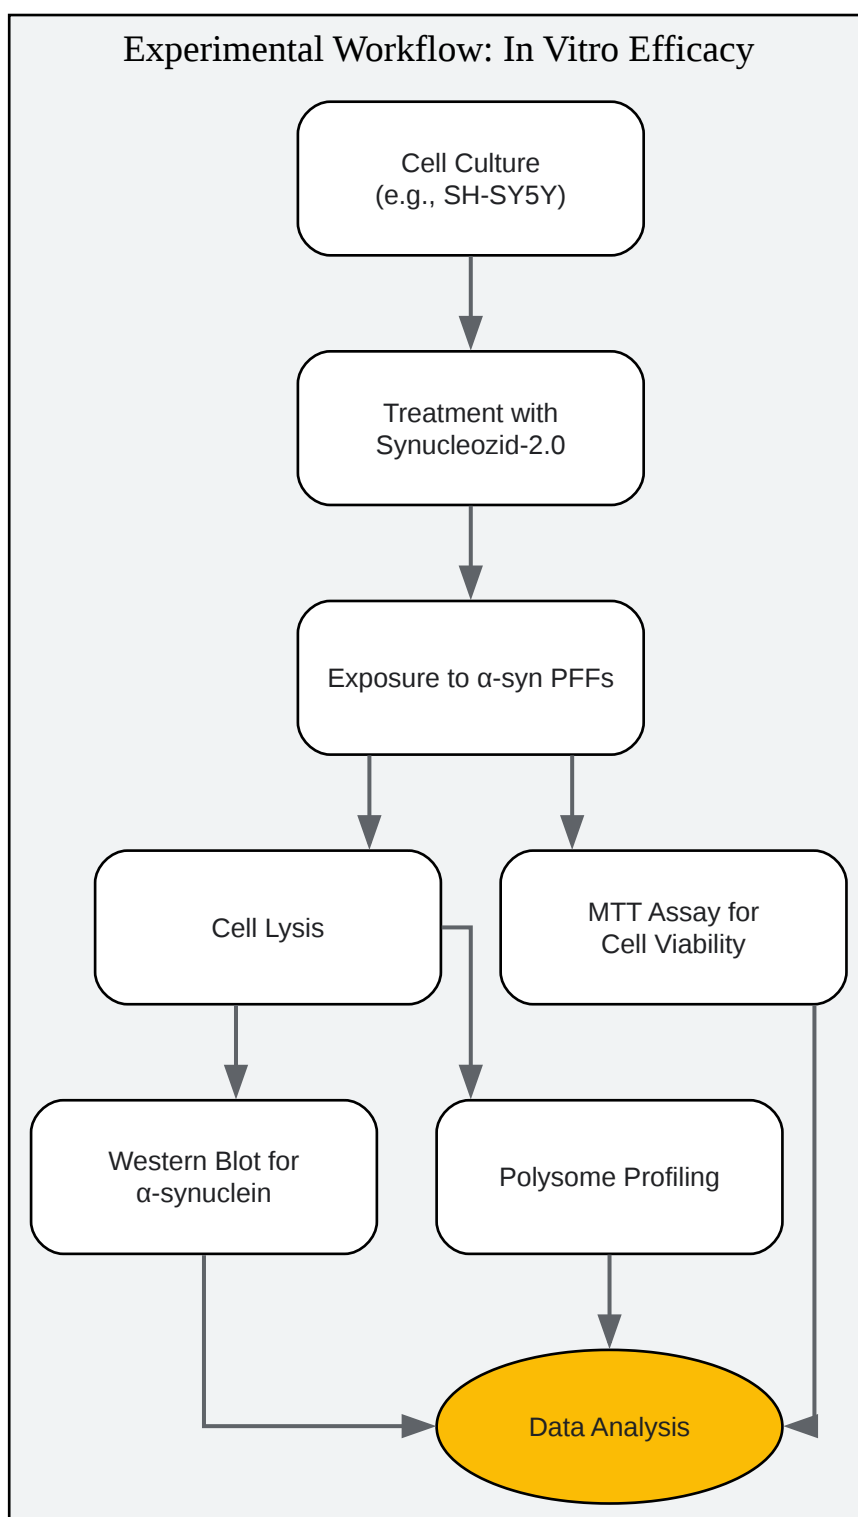 Experimental Workflow: In Vitro Efficacy
Cell Culture
(e.g., SH-SY5Y)
Treatment with
Synucleozid-2.0
Exposure to α-syn PFFs
Cell Lysis
MTT Assay for
Cell Viability
Western Blot for
α-synuclein
Polysome Profiling
Data Analysis